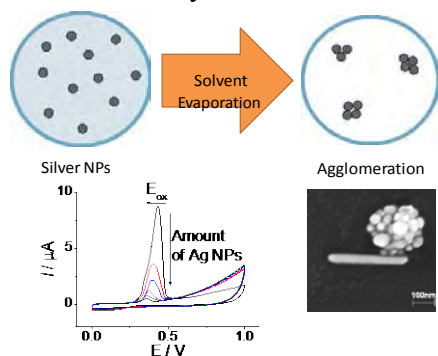 Solvent
Evaporation
Silver NPs
Agglomeration
10
5
0
I / µA
E ox
Amount
of Ag NPs
0.0
0.5
1.0
E / V
100nm